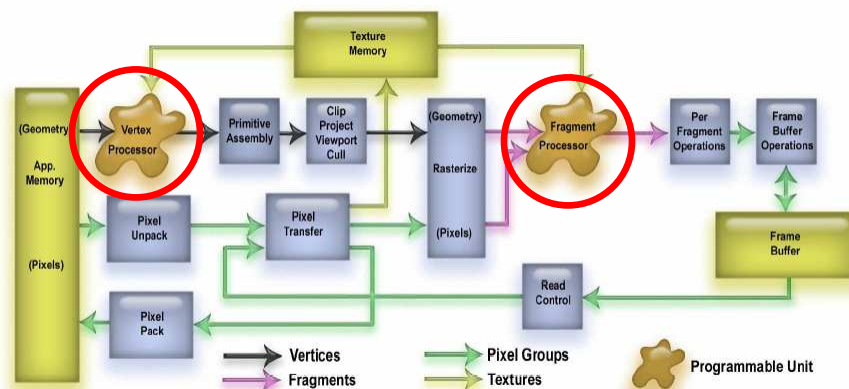 Texture
Memory
(Geometry)
App.
Memory
(Pixels)
Vertex
Processor
Primitive
Assembly
Clip
Project
Viewport
Cull
(Geometry)
Rasterize
(Pixels)
Fragment
Processor
Per
Fragment
Operations
Frame
Buffer
Operations
Pixel
Unpack
Pixel
Transfer
Frame
Buffer
Read
Control
Pixel
Pack
Vertices
Fragments
Pixel Groups
Textures
Programmable Unit